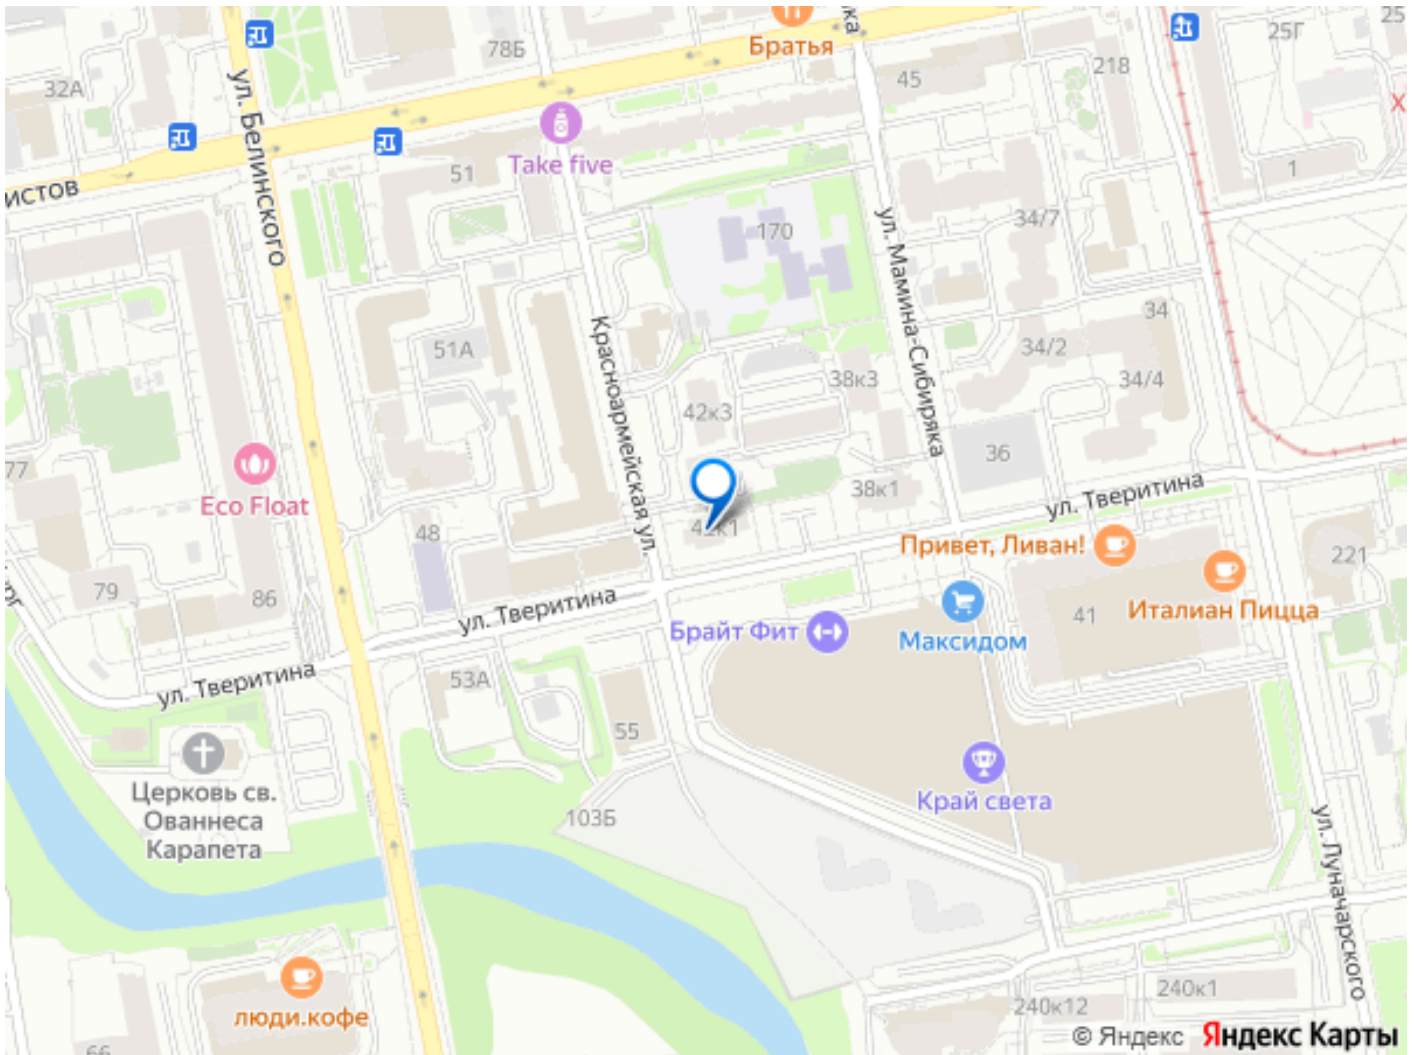 Братья
ка
25
25Г
78Б
45
218
32А
Х
Take five
51
1
ИСТОВ
ул. Белинского
170
34/7
ул. Мамина-Сибиряка
Красноармейская ул.
34
51А
34/2
38к3
34/4
42к3
36
77
Eco Float
38к1
ул. Тверитина
42к1
48
Привет, Ливан!
221
79
86
ул. Тверитина
Италиан Пицца
41
Брайт Фит
Максидом
ул. Тверитина
53А
55
Церковь св.
Ованнеса
Карапета
Край света
103Б
ул. Луначарского
люди.кофе
240к12
240к1
66
© Яндекс Яндекс Карты